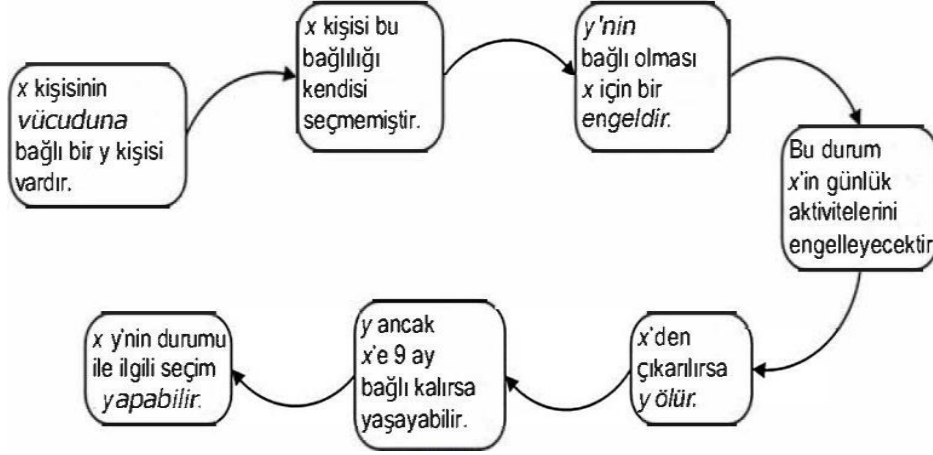 x kişisinin
vücuduna
bağlı bir y kişisi
vardır.
x kişisi bu
bağlılığı
kendisi
seçmemiştir.
y'nin
bağlı olması
x için bir
engeldir.
Bu durum
x'in günlük
aktivitelerini
engelleyecektir
x'den
çıkarılırsa
y ölür.
y ancak
x'e 9 ay
bağlı kalırsa
yaşayabilir.
x y'nin durumu
ile ilgili seçim
yapabilir.